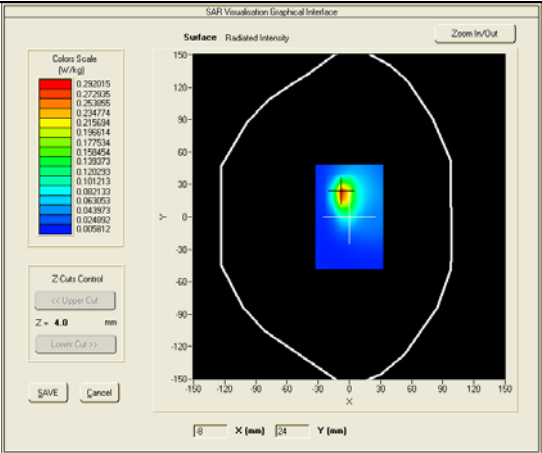 SAR Visualisation Graphical Interface
Surface Radiated Intensity
Zoom In/Out
Colors Scale
(W/kg)
0.292015
0.272935
0.253855
0.234774
0.215694
0.196614
0.177534
0.158454
0.139373
0.120293
0.101213
0.082133
0.063053
0.043973
0.024892
0.005812
150
120
90
60
30
0
-30
-60
-90
-120
-150
Y
-150 -120 -90 -60 -30 0 30 60 90 120 150
X
Z-Cuts Control
<< Upper Cut
Z = 4.0 mm
Lower Cut >>
SAVE Cancel
-8 X (mm) 24 Y (mm)